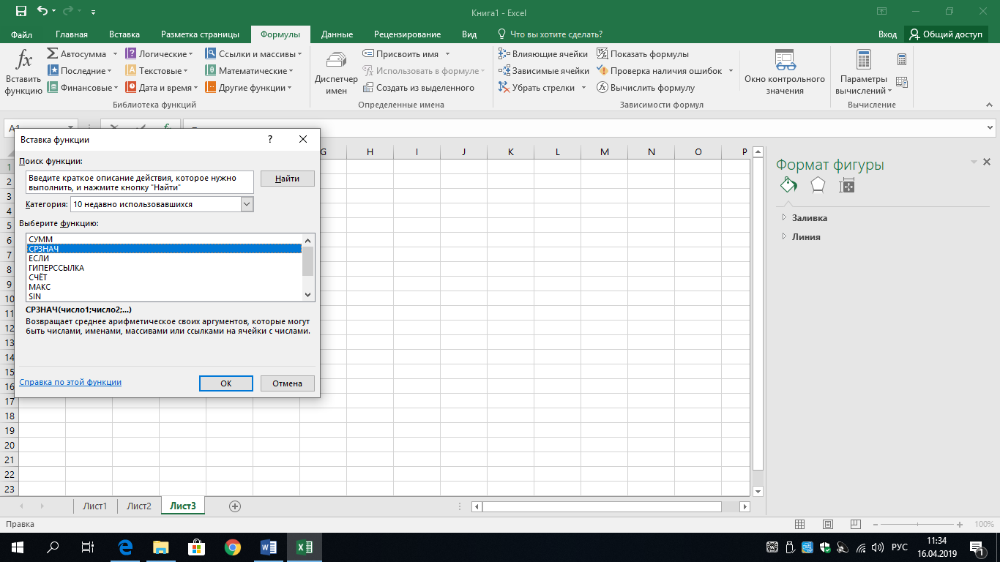 Книга1 - Excel
Файл Главная Вставка Разметка страницы Формулы Данные Рецензирование Вид Что вы хотите сделать? Вход Общий доступ
fx Вставить функцию
Автосумма
Последние
Финансовые
Логические
Текстовые
Дата и время
Ссылки и массивы
Математические
Другие функции
Библиотека функций
Диспетчер имен
Присвоить имя
Использовать в формуле
Создать из выделенного
Определенные имена
Влияющие ячейки
Зависимые ячейки
Убрать стрелки
Показать формулы
Проверка наличия ошибок
Вычислить формулу
Зависимости формул
Окно контрольного значения
Параметры вычислений
Вычисление
Вставка функции ?
Поиск функции:
Введите краткое описание действия, которое нужно
выполнить, и нажмите кнопку "Найти"
Найти
Категория: 10 недавно использовавшихся
Выберите функцию:
СУММ
СРЗНАЧ
ЕСЛИ
ГИПЕРССЫЛКА
СЧЁТ
МАКС
SIN
СРЗНАЧ(число1;число2;...)
Возвращает среднее арифметическое своих аргументов, которые могут
быть числами, именами, массивами или ссылками на ячейки с числами.
Справка по этой функции
ОК Отмена
G H I J K L M N O P
1
2
3
4
5
6
7
8
9
10
11
12
13
14
15
16
17
18
19
20
21
22
23
Формат фигуры
Заливка
Линия
Лист1 Лист2 Лист3
Правка 100%
РУС
11:34
16.04.2019
1